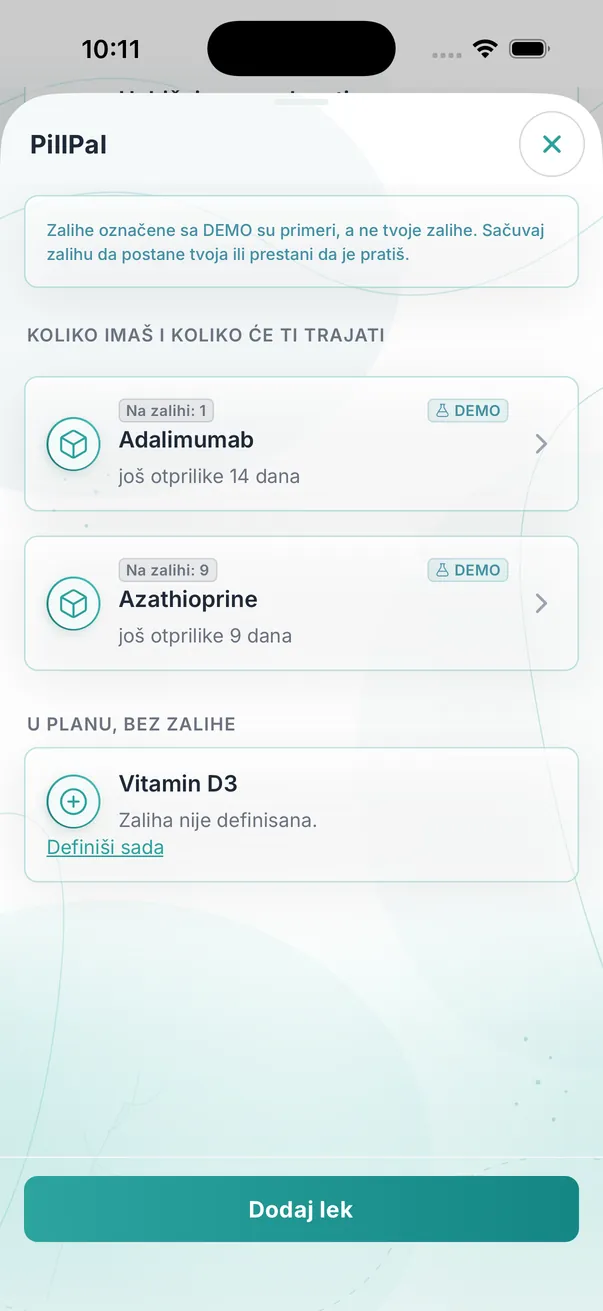 10:11
PillPal
Zalihe označene sa DEMO su primeri, a ne tvoje zalihe. Sačuvaj
zalihu da postane tvoja ili prestani da je pratiš.
KOLIKO IMAŠ I KOLIKO ĆE TI TRAJATI
Na zalihi: 1
DEMO
Adalimumab
još otprilike 14 dana
Na zalihi: 9
DEMO
Azathioprine
još otprilike 9 dana
U PLANU, BEZ ZALIHE
Vitamin D3
Zaliha nije definisana.
Definiši sada
Dodaj lek